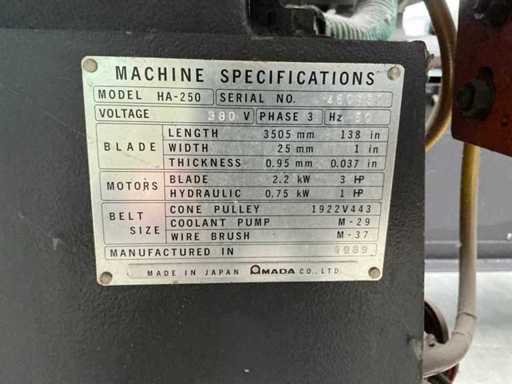 MACHINE SPECIFICATIONS
MODEL HA-250 SERIAL NO.
VOLTAGE 380 V PHASE 3 Hz 50
BLADE LENGTH 3505 mm 138 in
WIDTH 25 mm 1 in
THICKNESS 0.95 mm 0.037 in
MOTORS BLADE 2.2 kW 3 HP
HYDRAULIC 0.75 kW 1 HP
BELT SIZE CONE PULLEY 1922V443
COOLANT PUMP M-29
WIRE BRUSH M-37
MANUFACTURED IN 1989
MADE IN JAPAN AMADA CO., LTD.